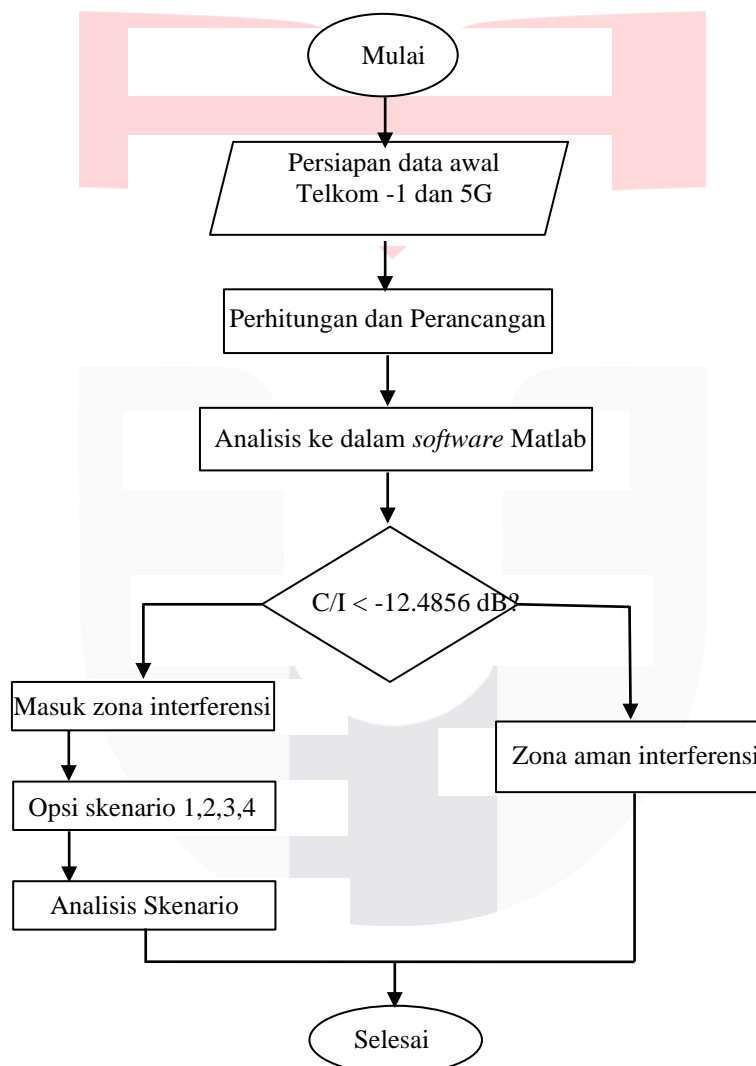 Mulai
Persiapan data awal
Telkom -1 dan 5G
Perhitungan dan Perancangan
Analisis ke dalam software Matlab
C/I < -12.4856 dB?
Masuk zona interferensi
Zona aman interferensi
Opsi skenario 1,2,3,4
Analisis Skenario
Selesai